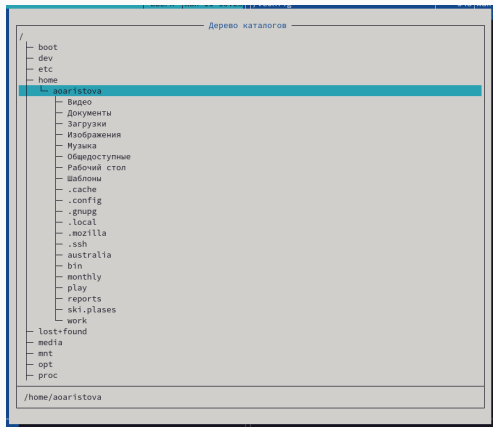 Дерево каталогов
/
boot
dev
etc
home
aoaristova
Видео
Документы
Загрузки
Изображения
Музыка
Общедоступные
Рабочий стол
Шаблоны
.cache
.config
.gnupg
.local
.mozilla
.ssh
australia
bin
monthly
play
reports
ski.plases
work
lost+found
media
mnt
opt
proc
/home/aoaristova